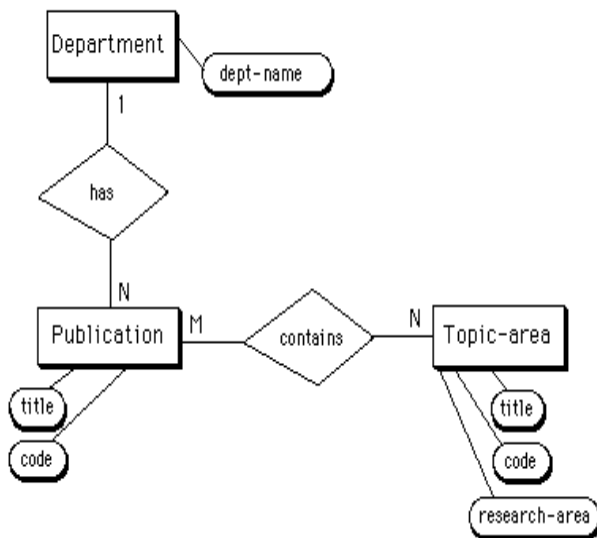 Department
dept-name
1
has
N
Publication
M
contains
N
Topic-area
title
code
title
code
research-area